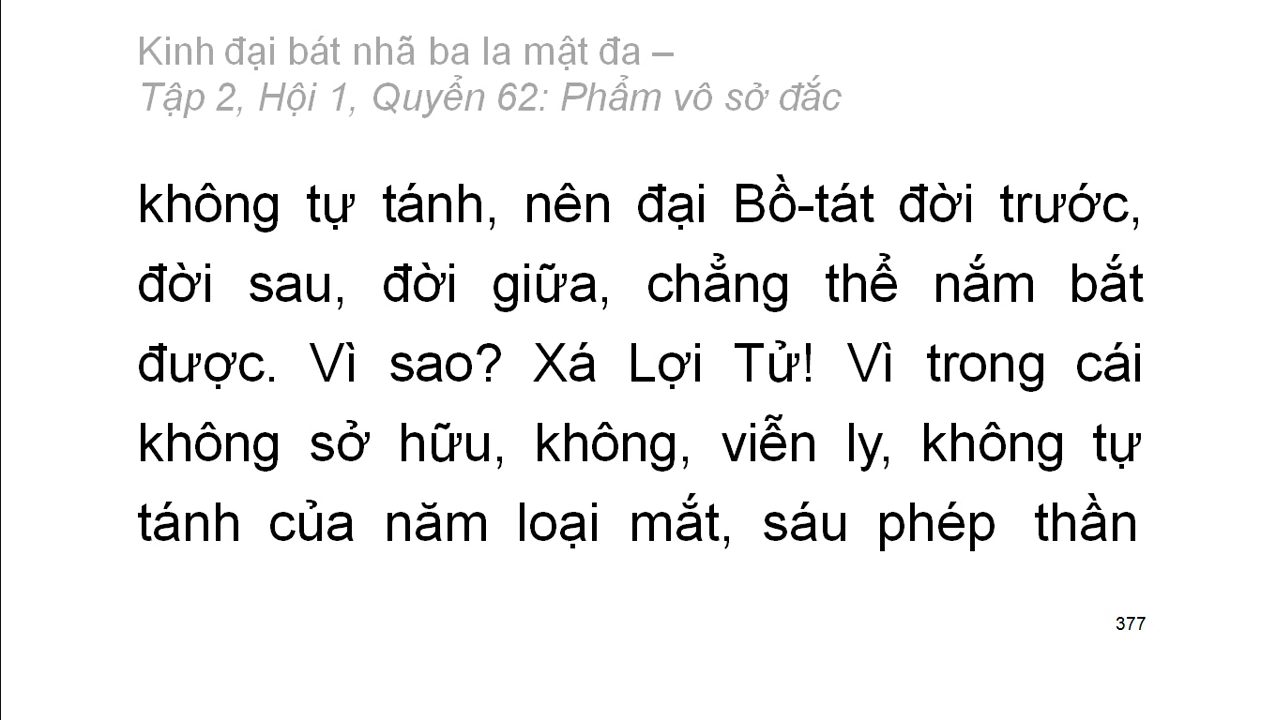 Kinh đại bát nhã ba la mật đa –
Tập 2, Hội 1, Quyển 62: Phẩm vô sở đắc
không tự tánh, nên đại Bồ-tát đời trước,
đời sau, đời giữa, chẳng thể nắm bắt
được. Vì sao? Xá Lợi Tử! Vì trong cái
không sở hữu, không, viễn ly, không tự
tánh của năm loại mắt, sáu phép thần
377